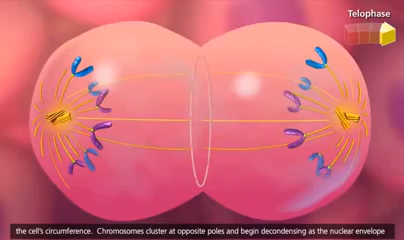 Telophase
the cell's circumference. Chromosomes cluster at opposite poles and begin decondensing as the nuclear envelope